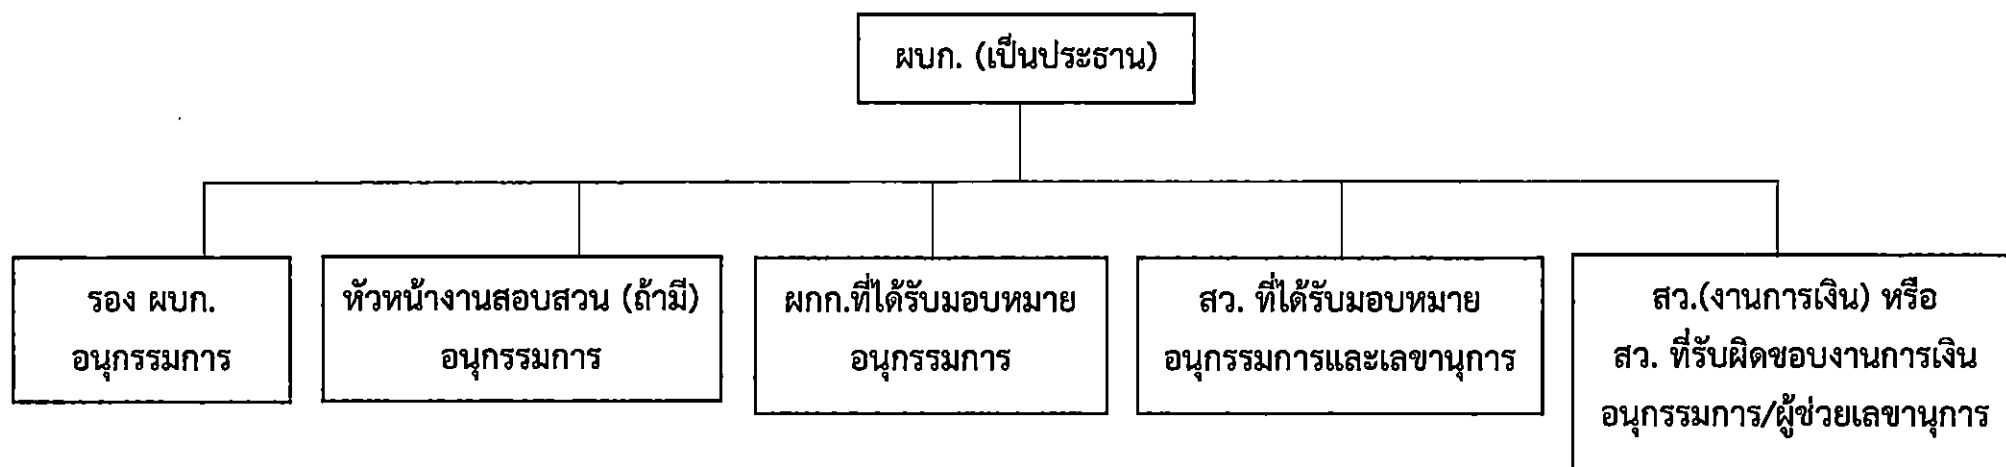 ผบก. (เป็นประธาน)
รอง ผบก.
อนุกรรมการ
หัวหน้างานสอบสวน (ถ้ามี)
อนุกรรมการ
ผกก.ที่ได้รับมอบหมาย
อนุกรรมการ
สว. ที่ได้รับมอบหมาย
อนุกรรมการและเลขานุการ
สว.(งานการเงิน) หรือ
สว. ที่รับผิดชอบงานการเงิน
อนุกรรมการ/ผู้ช่วยเลขานุการ